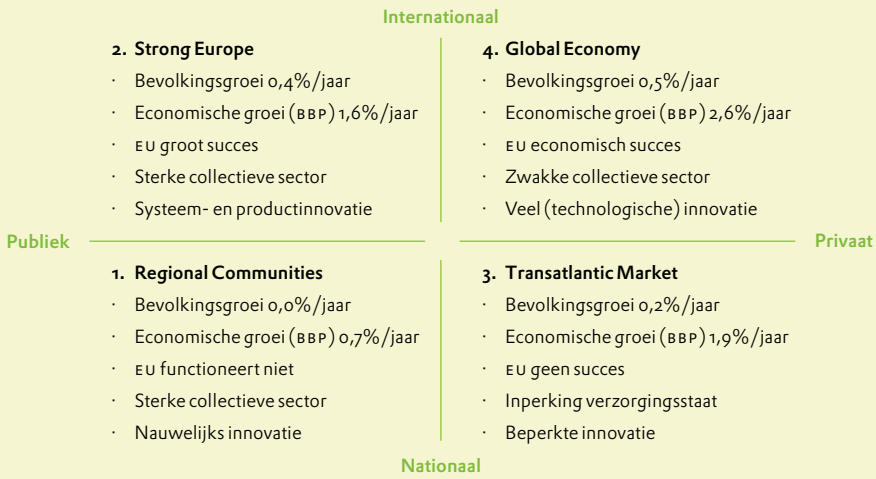 Internationaal
2. Strong Europe
· Bevolkingsgroei 0,4%/jaar
· Economische groei (BBP) 1,6%/jaar
· EU groot succes
· Sterke collectieve sector
· Systeem- en productinnovatie
4. Global Economy
· Bevolkingsgroei 0,5%/jaar
· Economische groei (BBP) 2,6%/jaar
· EU economisch succes
· Zwakke collectieve sector
· Veel (technologische) innovatie
Publiek
Privaat
1. Regional Communities
· Bevolkingsgroei 0,0%/jaar
· Economische groei (BBP) 0,7%/jaar
· EU functioneert niet
· Sterke collectieve sector
· Nauwelijks innovatie
3. Transatlantic Market
· Bevolkingsgroei 0,2%/jaar
· Economische groei (BBP) 1,9%/jaar
· EU geen succes
· Inperking verzorgingsstaat
· Beperkte innovatie
Nationaal